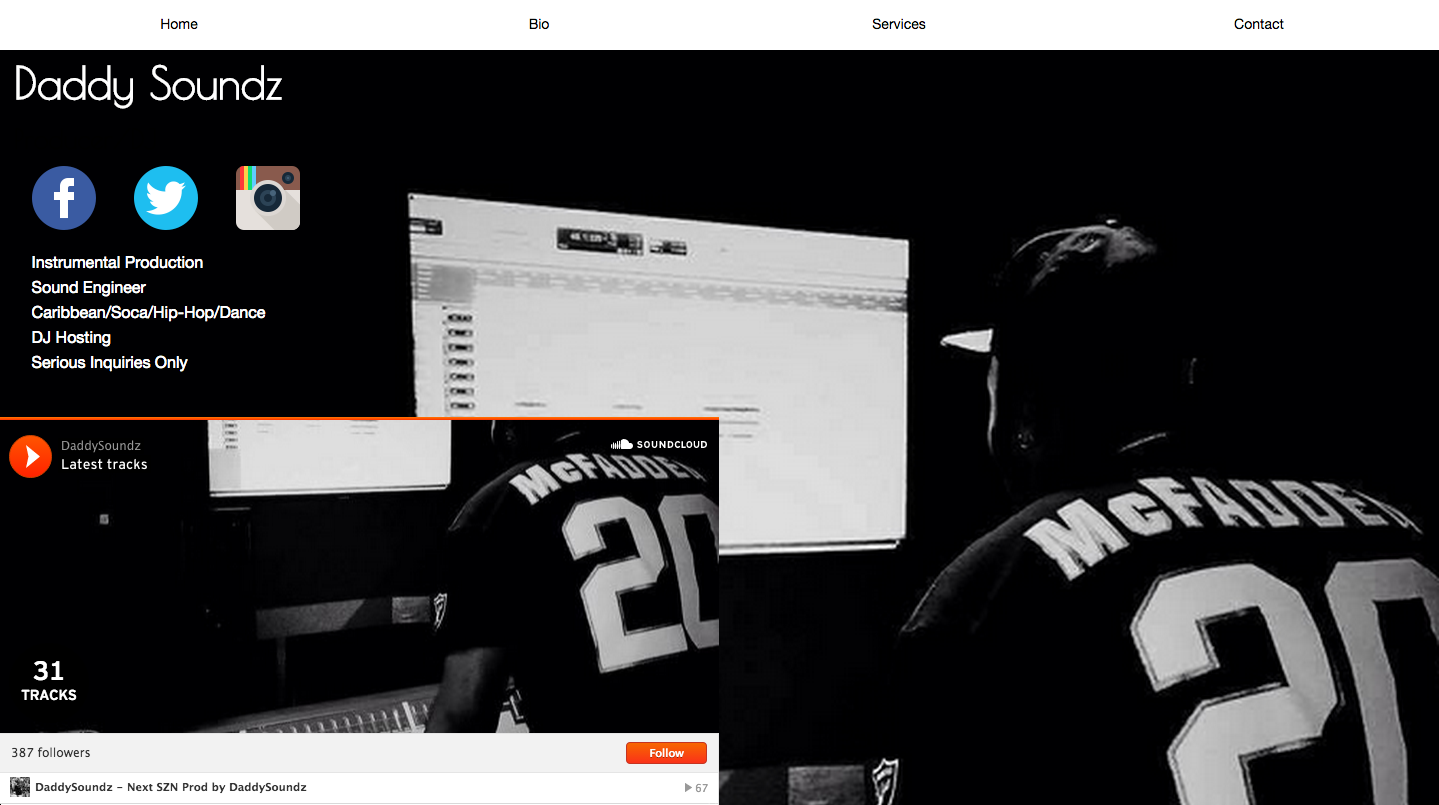 Home Bio Services Contact
Daddy Soundz
Instrumental Production
Sound Engineer
Caribbean/Soca/Hip-Hop/Dance
DJ Hosting
Serious Inquiries Only
DaddySoundz
Latest tracks
SOUNDCLOUD
McFADDEN
20
31
TRACKS
387 followers
Follow
DaddySoundz - Next SZN Prod by DaddySoundz
67
McFADDEN
20